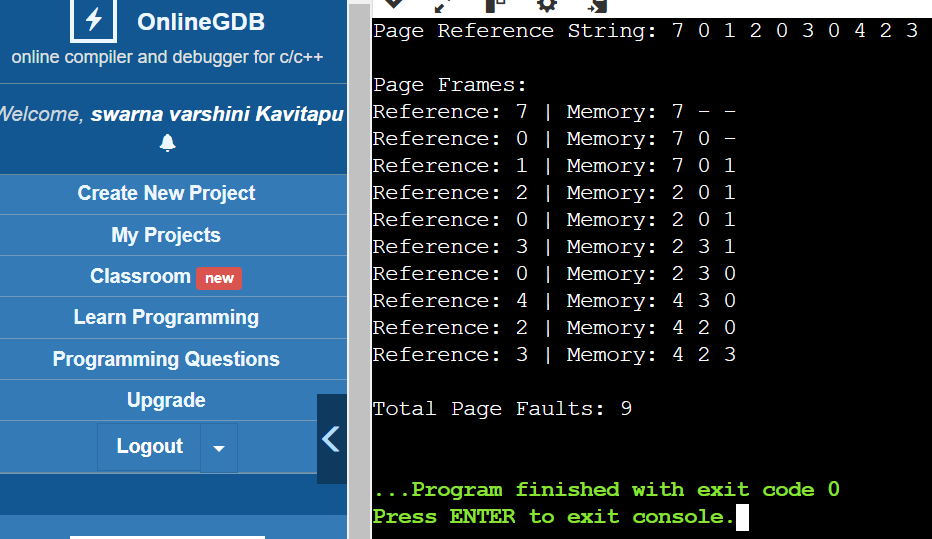 OnlineGDB
online compiler and debugger for c/c++
Welcome, swarna varshini Kavitapu
Create New Project
My Projects
Classroom new
Learn Programming
Programming Questions
Upgrade
Logout
Page Reference String: 7 0 1 2 0 3 0 4 2 3
Page Frames:
Reference: 7 | Memory: 7 - -
Reference: 0 | Memory: 7 0 -
Reference: 1 | Memory: 7 0 1
Reference: 2 | Memory: 2 0 1
Reference: 0 | Memory: 2 0 1
Reference: 3 | Memory: 2 3 1
Reference: 0 | Memory: 2 3 0
Reference: 4 | Memory: 4 3 0
Reference: 2 | Memory: 4 2 0
Reference: 3 | Memory: 4 2 3
Total Page Faults: 9
...Program finished with exit code 0
Press ENTER to exit console.